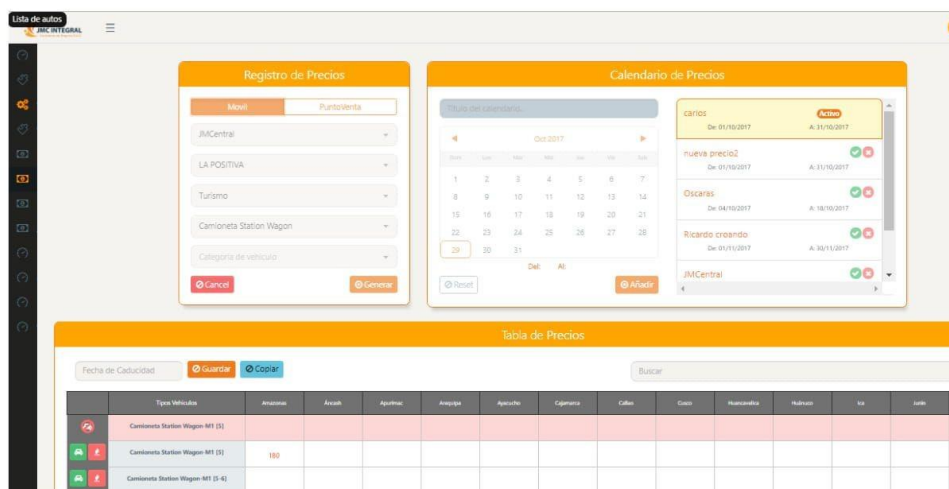 Lista de autos
JMC INTEGRAL
Registro de Precios
Movil PuntoVenta
JMCentral
LA POSITIVA
Turismo
Camioneta Station Wagon
Categoria de vehiculo
Cancel Generar
Calendario de Precios
Titulo del calendario...
Oct 2017
1 2 3 4 5 6 7
8 9 10 11 12 13 14
15 16 17 18 19 20 21
22 23 24 25 26 27 28
29 30 31
Del: Al:
Reset Añadir
carlos Activo
De: 01/10/2017 A: 31/10/2017
nueva precio2
De: 01/10/2017 A: 31/10/2017
Oscaras
De: 04/10/2017 A: 18/10/2017
Ricardo creando
De: 01/11/2017 A: 30/11/2017
JMCentral
Tabla de Precios
Fecha de Caducidad Guardar Copiar Buscar
Tipos Vehículos Amazonas Áncash Apurímac Arequipa Ayacucho Cajamarca Callao Cusco Huancavelica Huánuco Ica Junín
Camioneta Station Wagon-M1 [5]
Camioneta Station Wagon-M1 [5] 180
Camioneta Station Wagon-M1 [5-6]